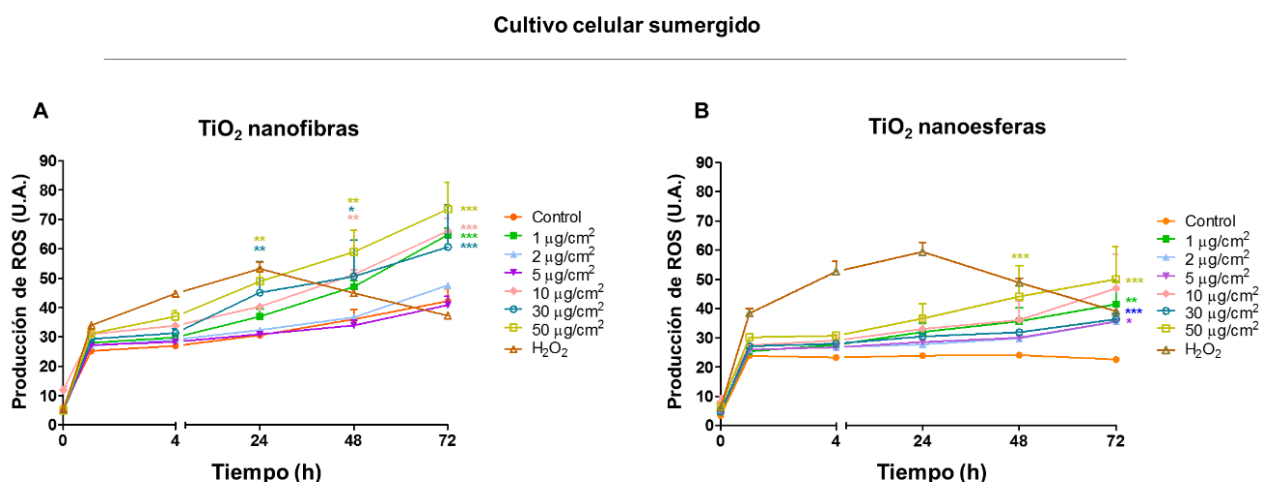 Cultivo celular sumergido
A
TiO₂ nanofibras
Producción de ROS (U.A.)
90
80
70
60
50
40
30
20
10
0
0 4 24 48 72
Tiempo (h)
**
**
**
*
**
***
***
***
***
Control
1 μg/cm²
2 μg/cm²
5 μg/cm²
10 μg/cm²
30 μg/cm²
50 μg/cm²
H₂O₂
B
TiO₂ nanoesferas
Producción de ROS (U.A.)
90
80
70
60
50
40
30
20
10
0
0 4 24 48 72
Tiempo (h)
***
***
**
***
*
Control
1 μg/cm²
2 μg/cm²
5 μg/cm²
10 μg/cm²
30 μg/cm²
50 μg/cm²
H₂O₂